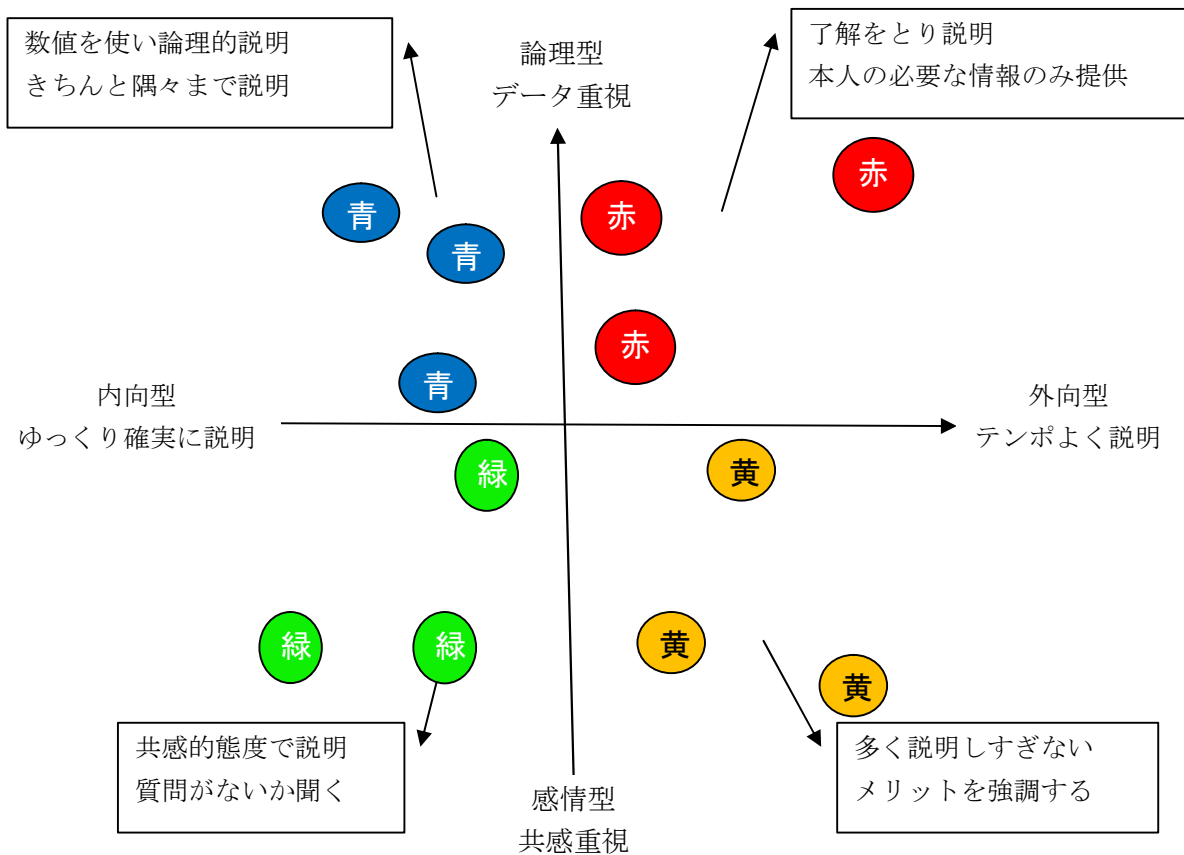 数値を使い論理的説明
きちんと隅々まで説明
論理型
データ重視
了解をとり説明
本人の必要な情報のみ提供
赤
青
赤
青
赤
青
内向型
ゆっくり確実に説明
外向型
テンポよく説明
緑
黄
緑
緑
黄
黄
共感的態度で説明
質問がないか聞く
感情型
共感重視
多く説明しすぎない
メリットを強調する